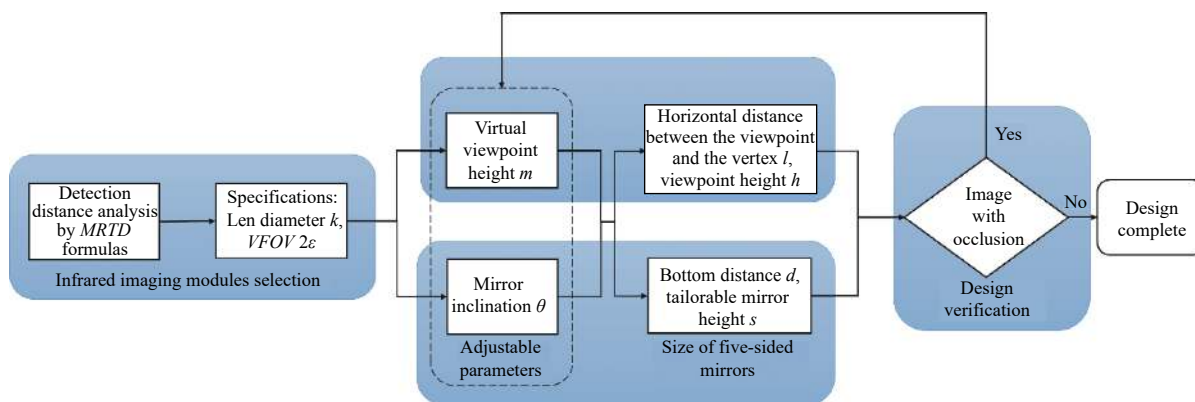 Detection
distance analysis
by MRTD
formulas
Specifications:
Len diameter k,
VFOV 2ε
Infrared imaging modules selection
Virtual
viewpoint
height m
Mirror
inclination θ
Adjustable
parameters
Horizontal distance
between the viewpoint
and the vertex l,
viewpoint height h
Bottom distance d,
tailorable mirror
height s
Size of five-sided
mirrors
Yes
Image
with
occlusion
No
Design
verification
Design
complete